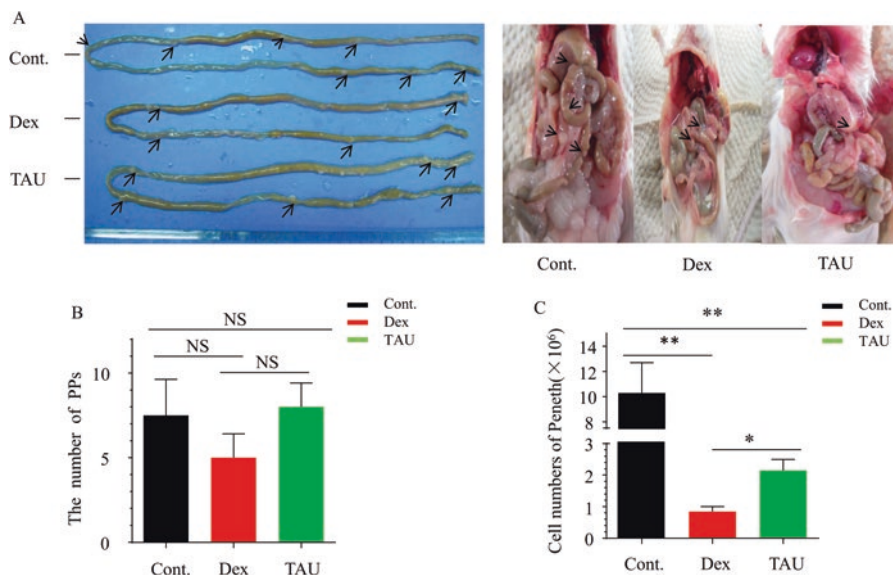 A
Cont.
Dex
TAU
Cont. Dex TAU
B
Cont.
Dex
TAU
NS
NS
NS
The number of PPs
10
5
0
Cont. Dex TAU
C
Cont.
Dex
TAU
**
**
*
Cell numbers of Peneth(×10⁶)
14
12
10
8
3
2
1
0
Cont. Dex TAU